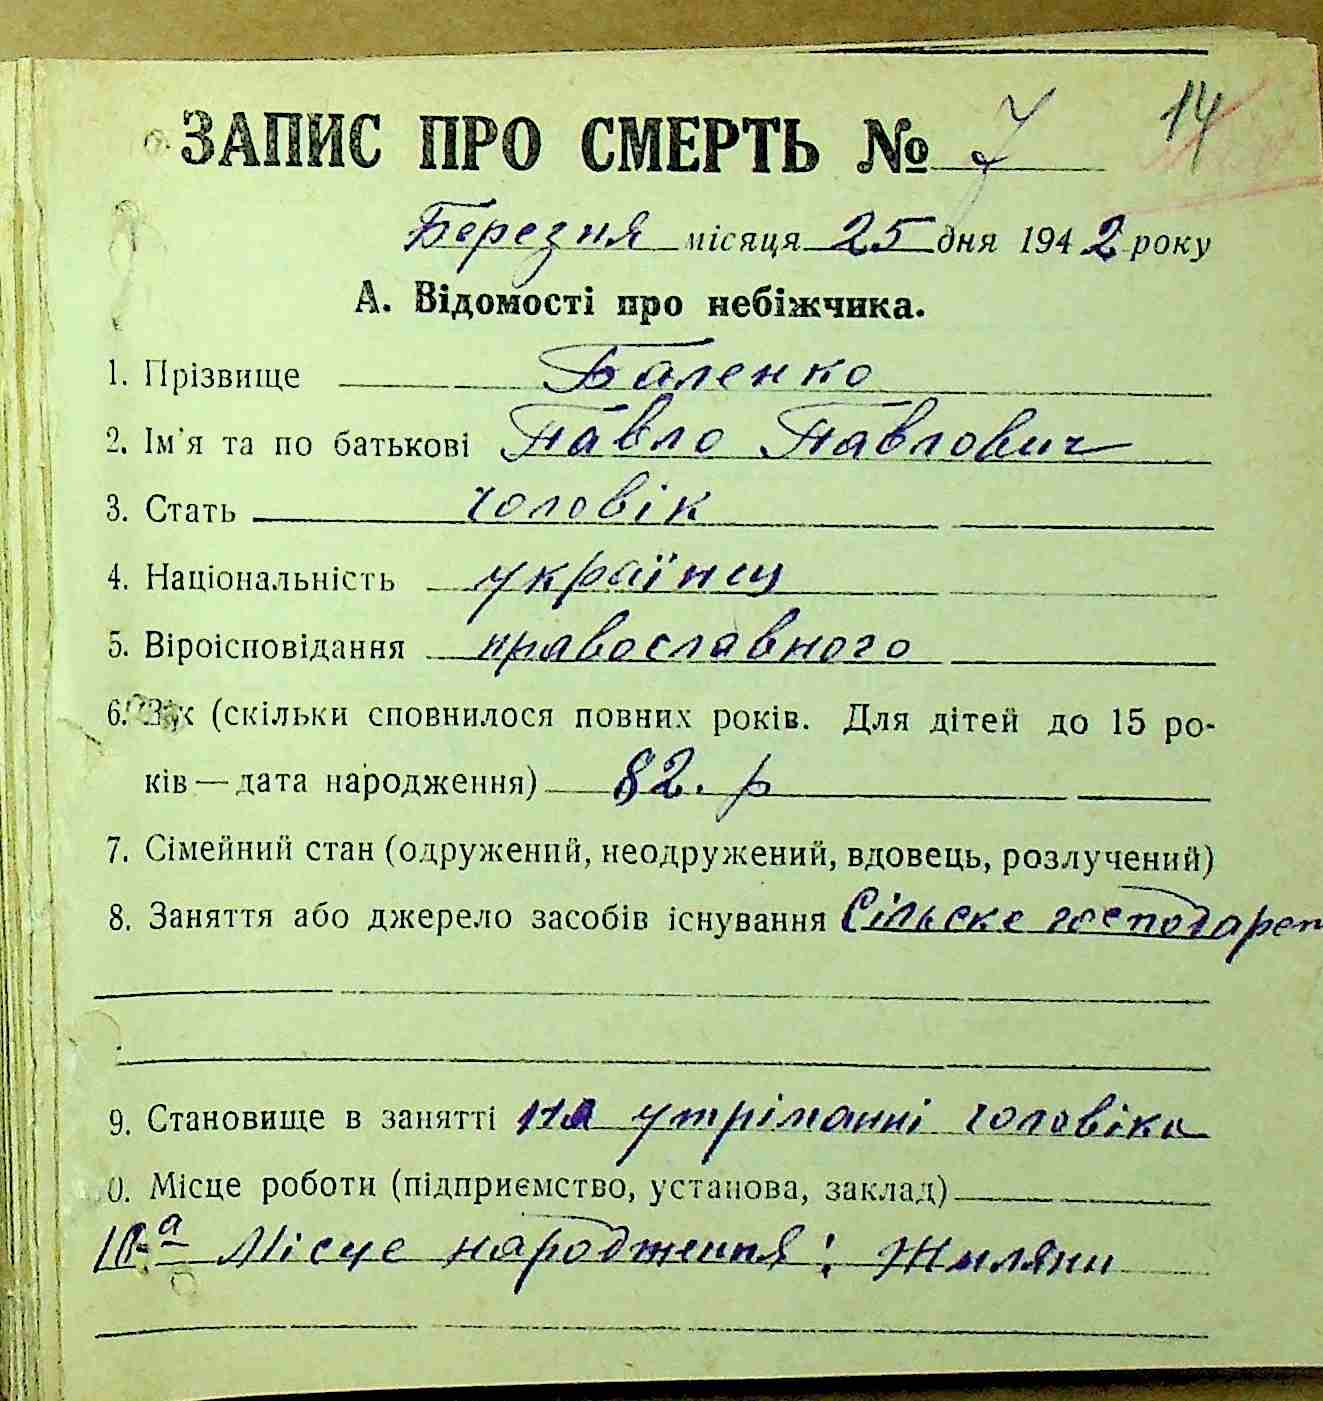 14
ЗАПИС ПРО СМЕРТЬ № 7
Березня місяця 25 дня 1942 року
А. Відомості про небіжчика.
1. Прізвище Баленко
2. Ім'я та по батькові Павло Павлович
3. Стать чоловік
4. Національність українец
5. Віроісповідання православного
6. Вік (скільки сповнилося повних років. Для дітей до 15 ро-
ків — дата народження) 82. р
7. Сімейний стан (одружений, неодружений, вдовець, розлучений)
8. Заняття або джерело засобів існування Сільске господарст
9. Становище в занятті на утріманні чоловіка
0. Місце роботи (підприємство, установа, заклад)
10-а Місце народження: Жиляни